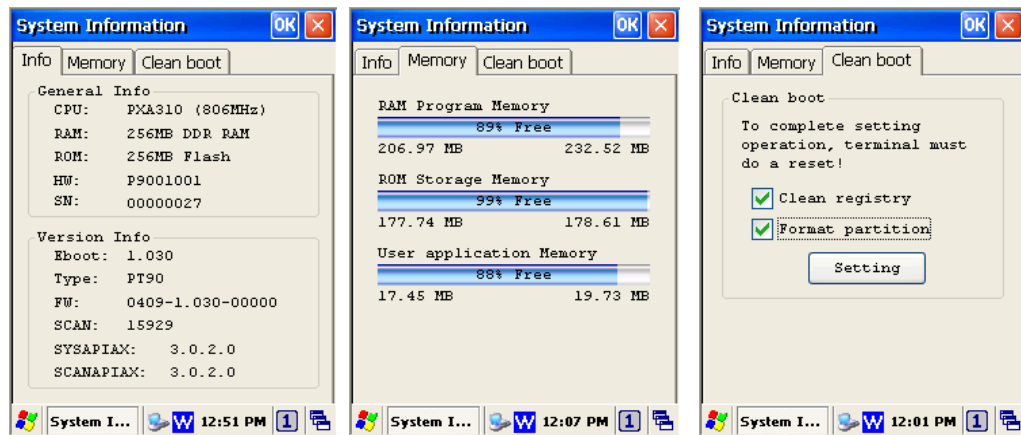 System Information OK
Info Memory Clean boot
General Info
CPU: PXA310 (806MHz)
RAM: 256MB DDR RAM
ROM: 256MB Flash
HW: P9001001
SN: 00000027
Version Info
Eboot: 1.030
Type: PT90
FW: 0409-1.030-00000
SCAN: 15929
SYSAPIAX: 3.0.2.0
SCANAPIAX: 3.0.2.0
System I... W 12:51 PM 1
System Information OK
Info Memory Clean boot
RAM Program Memory
89% Free
206.97 MB 232.52 MB
ROM Storage Memory
99% Free
177.74 MB 178.61 MB
User application Memory
88% Free
17.45 MB 19.73 MB
System I... W 12:07 PM 1
System Information OK
Info Memory Clean boot
Clean boot
To complete setting
operation, terminal must
do a reset!
Clean registry
Format partition
Setting
System I... W 12:01 PM 1